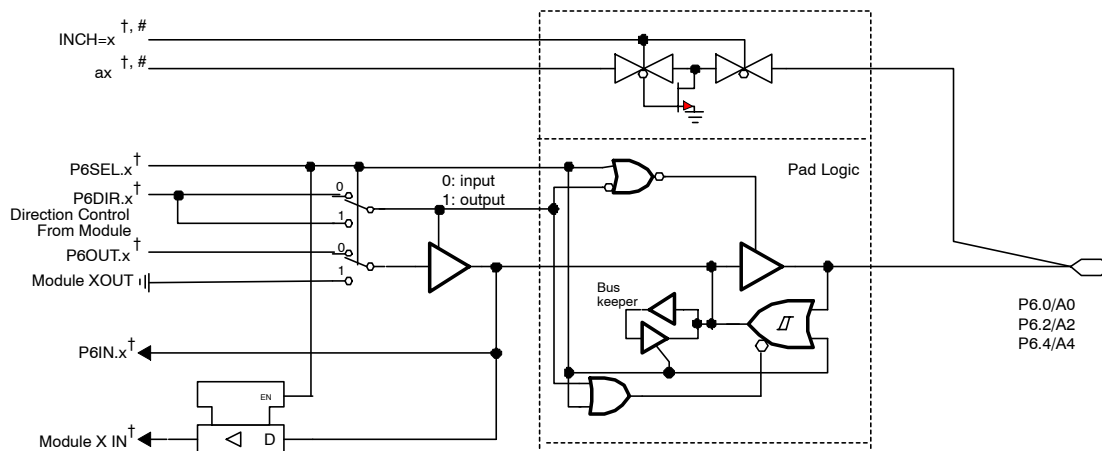 INCH=x †, #
ax †, #
P6SEL.x †
P6DIR.x †
Direction Control
From Module
P6OUT.x †
Module XOUT
P6IN.x †
Module X IN †
0
1
0
1
0: input
1: output
Pad Logic
Bus
keeper
EN
D
P6.0/A0
P6.2/A2
P6.4/A4